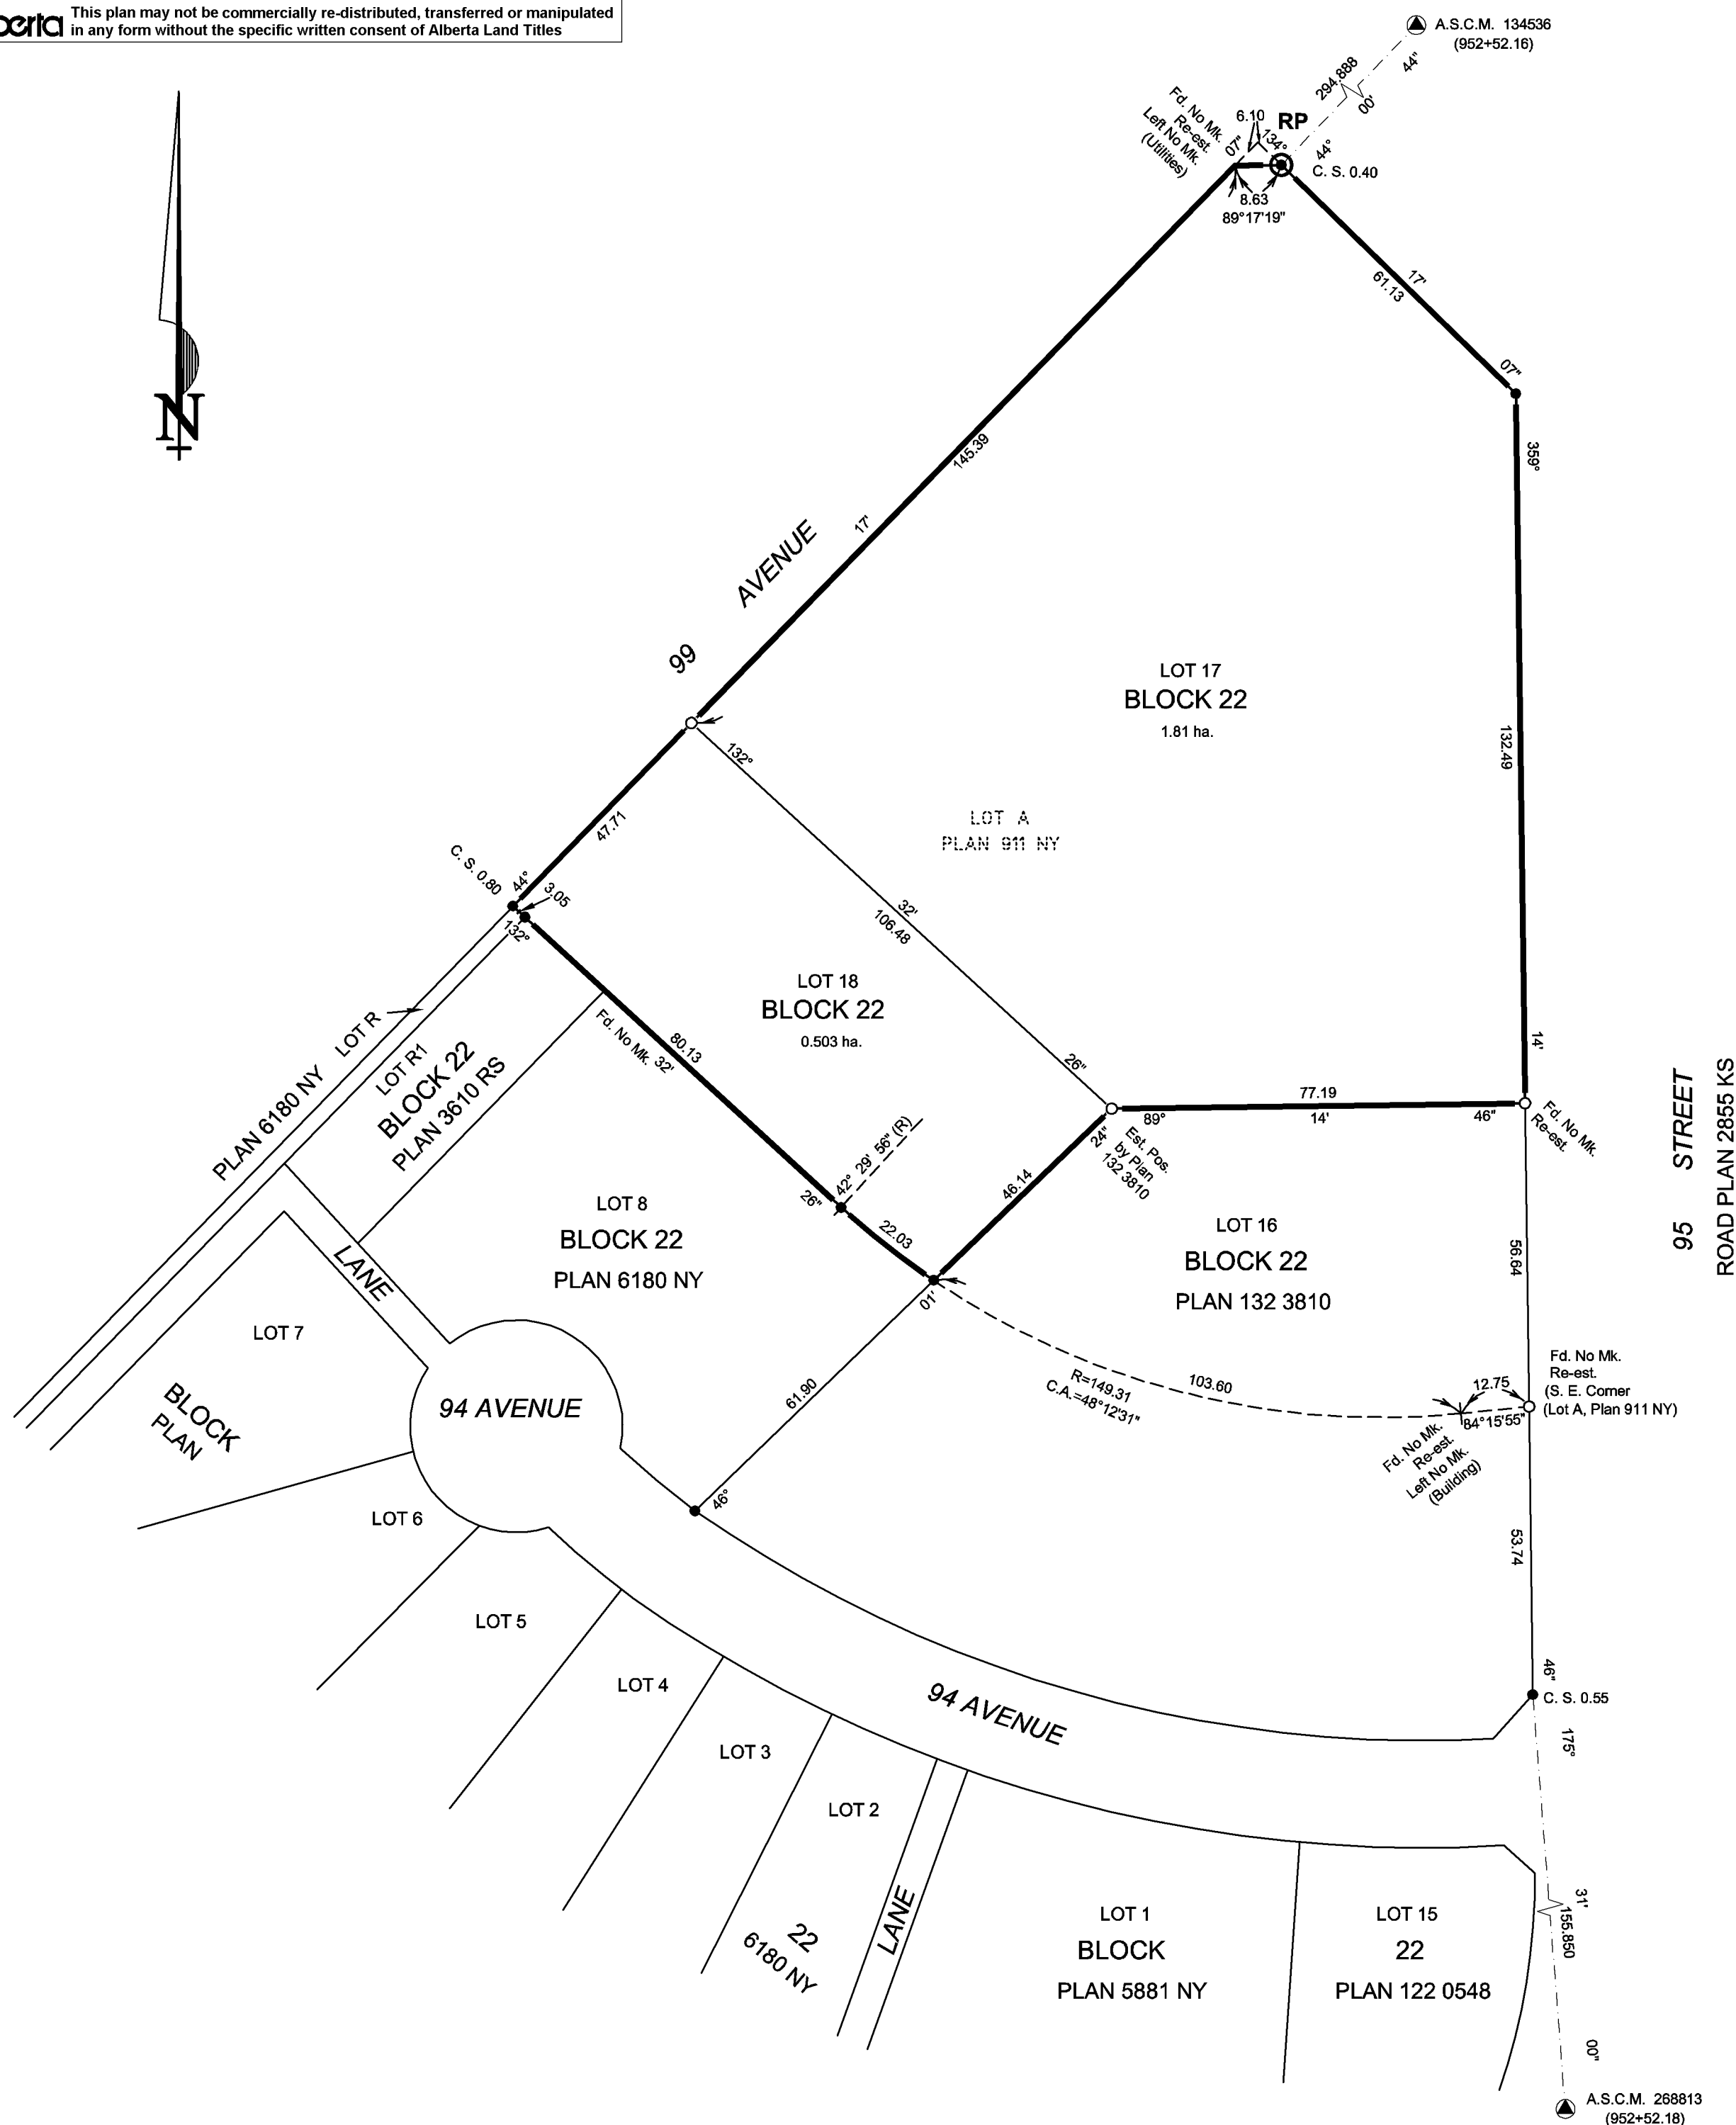 This plan may not be commercially re-distributed, transferred or manipulated
in any form without the specific written consent of Alberta Land Titles
A.S.C.M. 134536
(952+52.16)
44"
294.888
00'
44°
Fd. No Mk.
Re-est.
Left No Mk.
(Utilities)
6.10
RP
134°
07"
C. S. 0.40
8.63
89°17'19"
17'
61.13
07"
N
359°
145.39
17'
99 AVENUE
LOT 17
BLOCK 22
1.81 ha.
132.49
132°
LOT A
PLAN 911 NY
47.71
C. S. 0.80
44°
3.05
132°
32'
106.48
LOT 18
BLOCK 22
0.503 ha.
80.13
Fd. No Mk. 32'
26"
14'
77.19
89°
14'
46"
Fd. No Mk.
Re-est.
95 STREET
ROAD PLAN 2855 KS
LOT R
PLAN 6180 NY
LOT R1
BLOCK 22
PLAN 3610 RS
42° 29' 56" (R)
26"
24"
Est. Pos.
by Plan
132 3810
46.14
22.03
01'
LOT 8
BLOCK 22
PLAN 6180 NY
LOT 16
BLOCK 22
PLAN 132 3810
56.64
LANE
LOT 7
BLOCK
PLAN
94 AVENUE
61.90
46°
R=149.31
C.A.=48°12'31"
103.60
12.75
84°15'55"
Fd. No Mk.
Re-est.
(S. E. Corner
(Lot A, Plan 911 NY)
Fd. No Mk.
Re-est.
Left No Mk.
(Building)
53.74
LOT 6
LOT 5
LOT 4
LOT 3
LOT 2
94 AVENUE
46"
C. S. 0.55
175°
31'
155.850
00"
22
6180 NY
LANE
LOT 1
BLOCK
PLAN 5881 NY
LOT 15
22
PLAN 122 0548
A.S.C.M. 268813
(952+52.18)